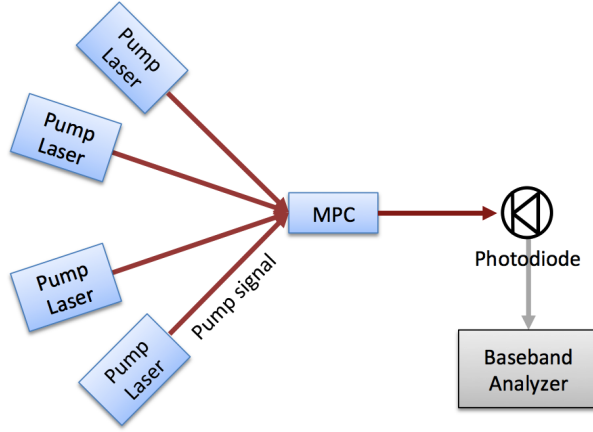 Pump
Laser
Pump
Laser
MPC
Photodiode
Pump
Laser
Pump signal
Pump
Laser
Baseband
Analyzer